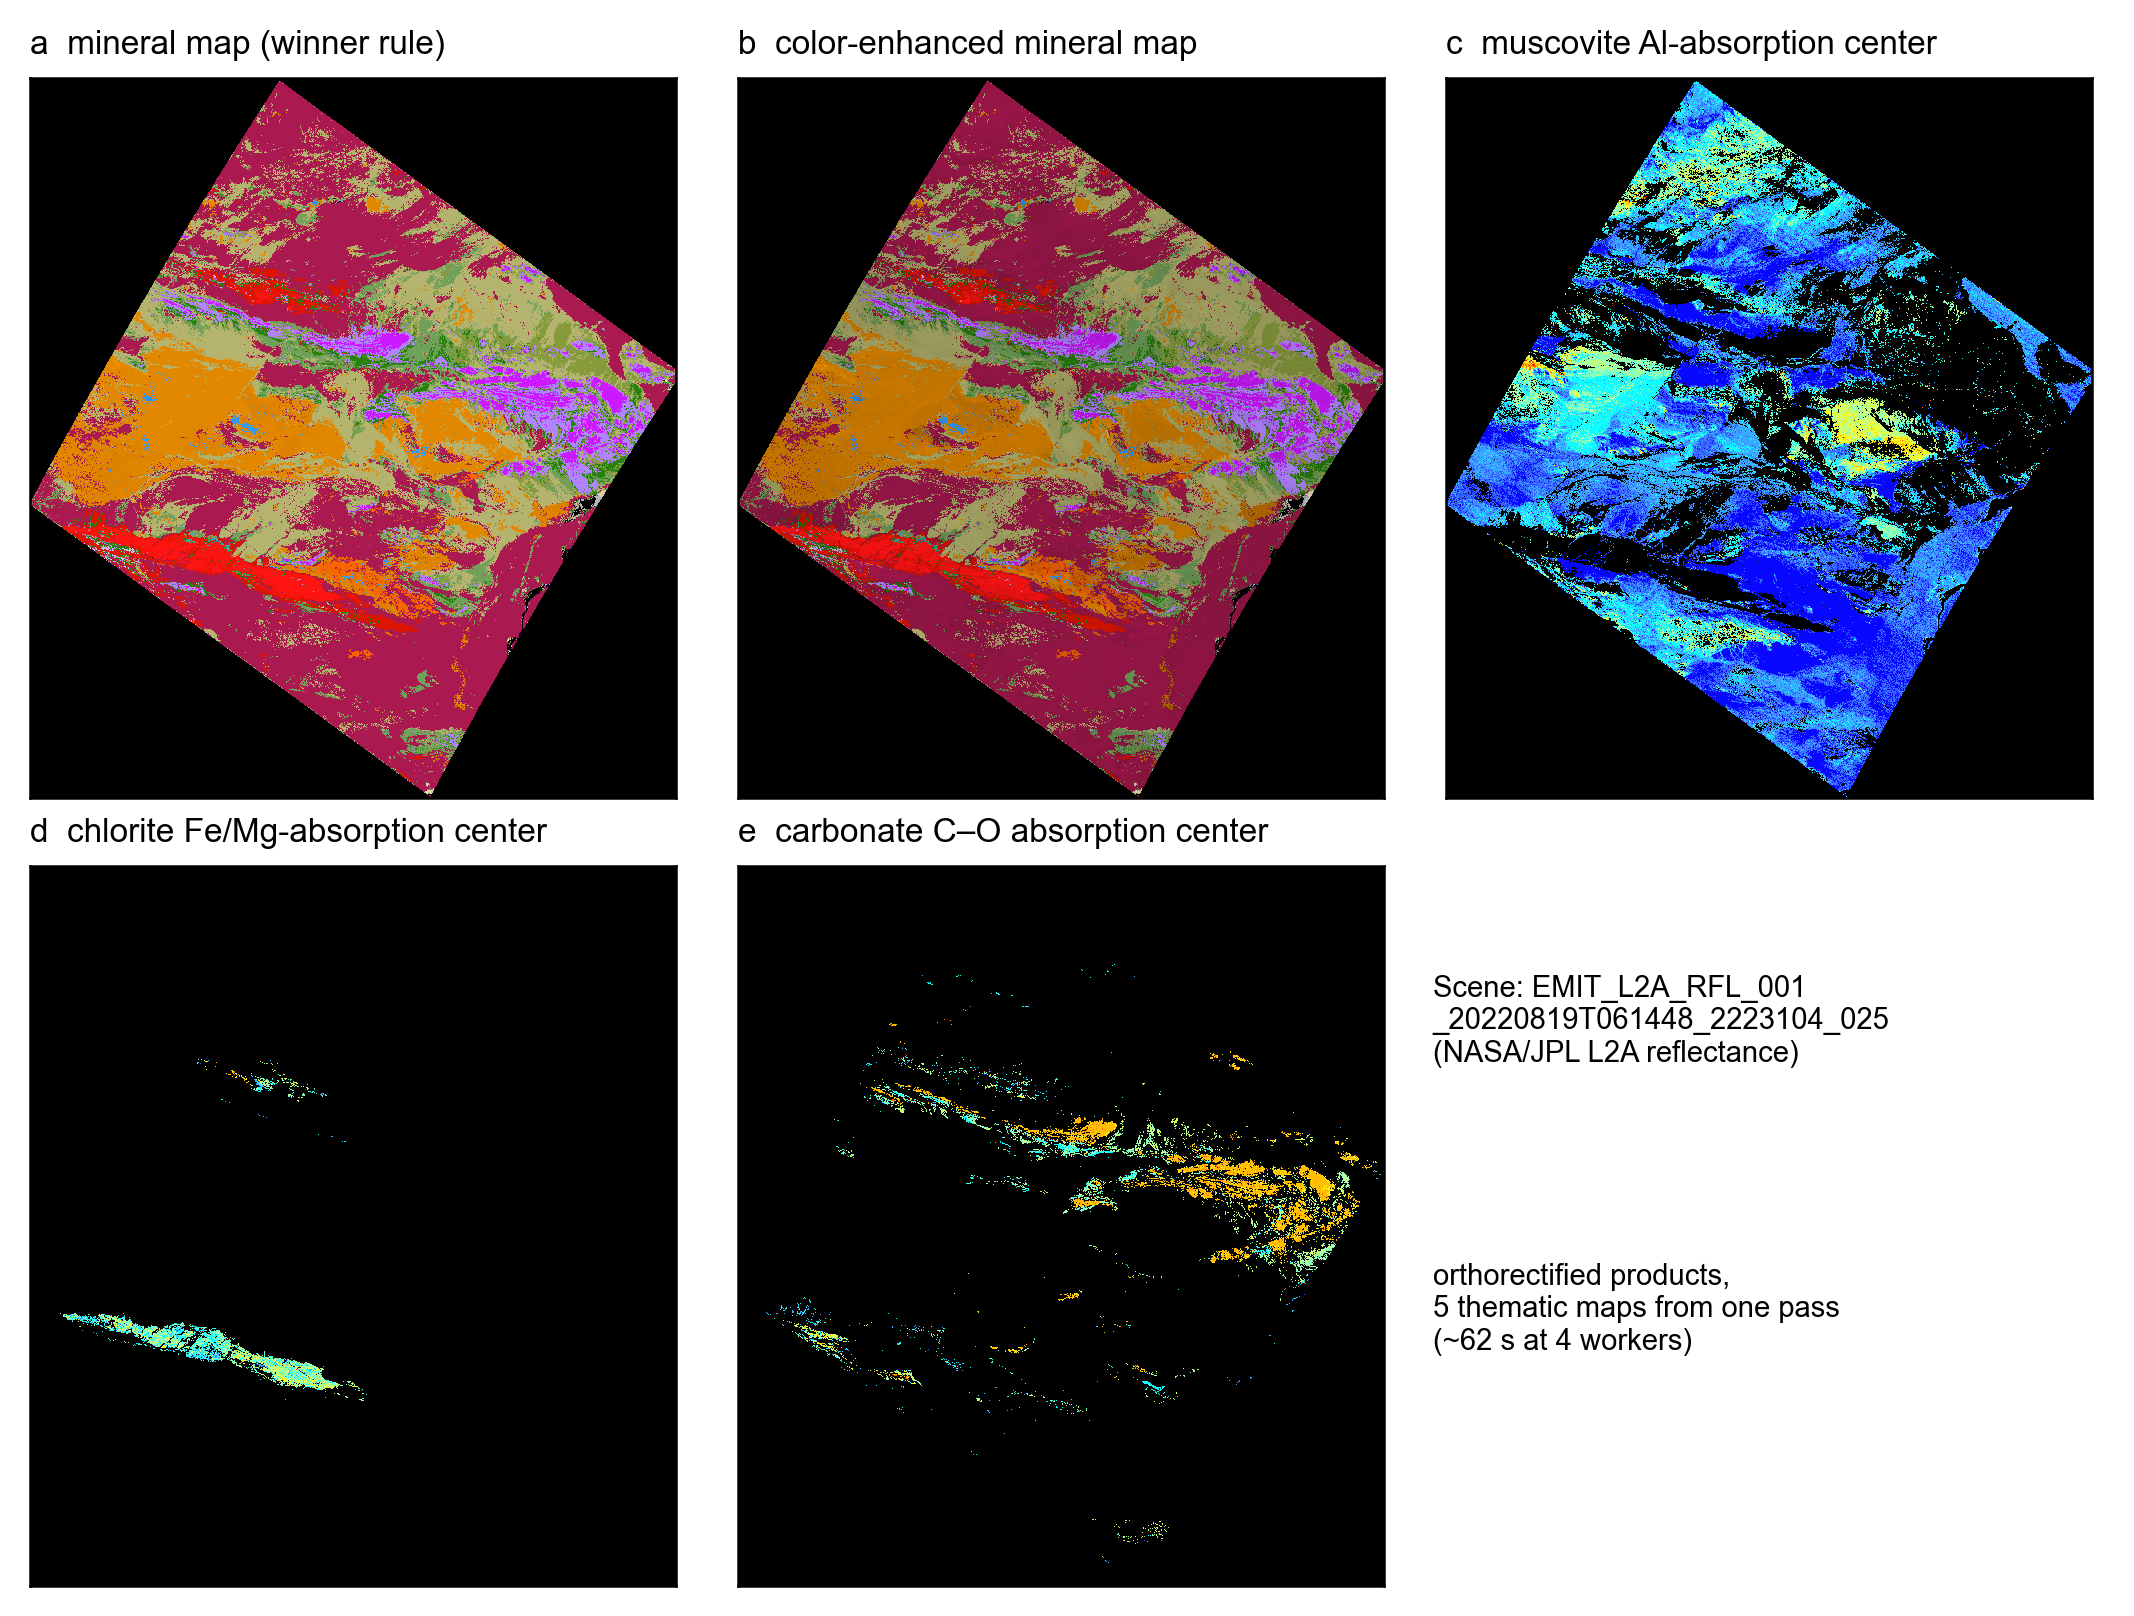 a  mineral map (winner rule)
b  color-enhanced mineral map
c  muscovite Al-absorption center
d  chlorite Fe/Mg-absorption center
e  carbonate C–O absorption center
Scene: EMIT_L2A_RFL_001
_20220819T061448_2223104_025
(NASA/JPL L2A reflectance)
orthorectified products,
5 thematic maps from one pass
(~62 s at 4 workers)